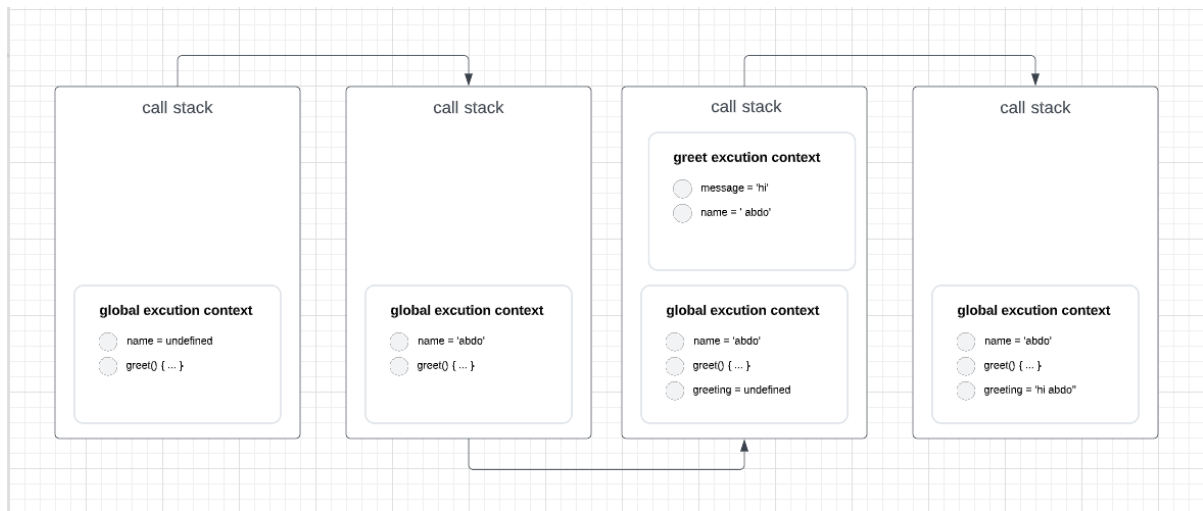 call stack
global excution context
name = undefined
greet() { ... }
call stack
global excution context
name = 'abdo'
greet() { ... }
call stack
greet excution context
message = 'hi'
name = ' abdo'
global excution context
name = 'abdo'
greet() { ... }
greeting = undefined
call stack
global excution context
name = 'abdo'
greet() { ... }
greeting = 'hi abdo"